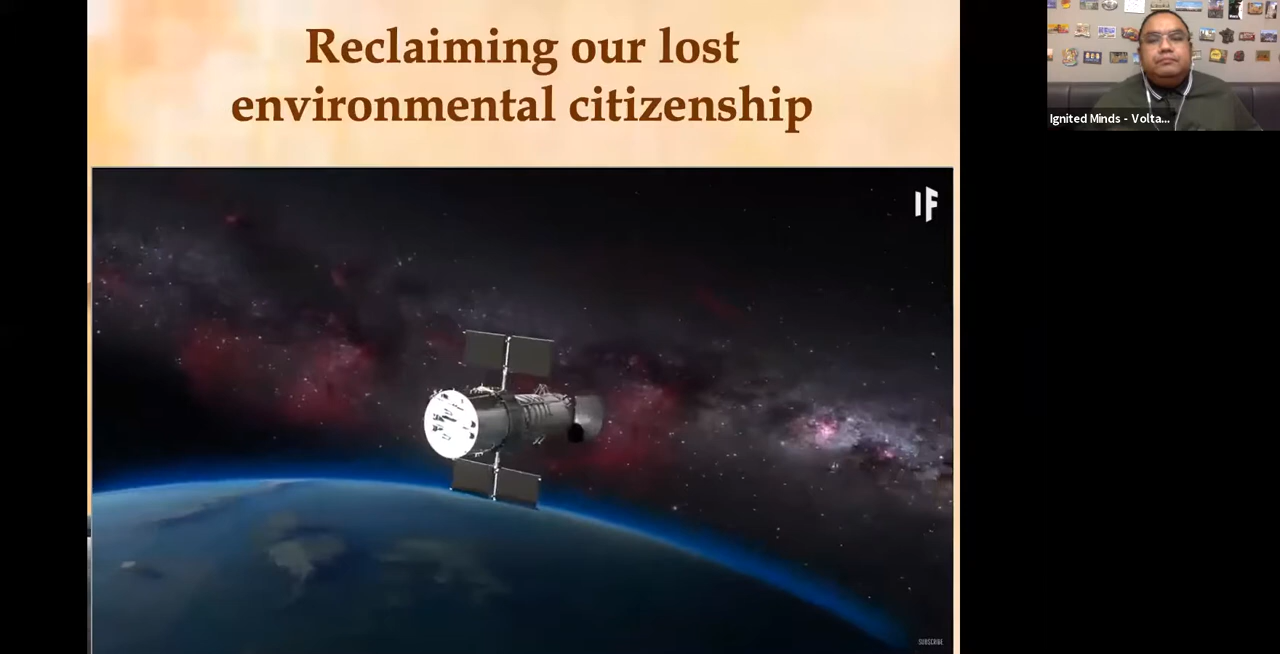 Reclaiming our lost
environmental citizenship
IF
Ignited Minds - Volta...
SUBSCRIBE